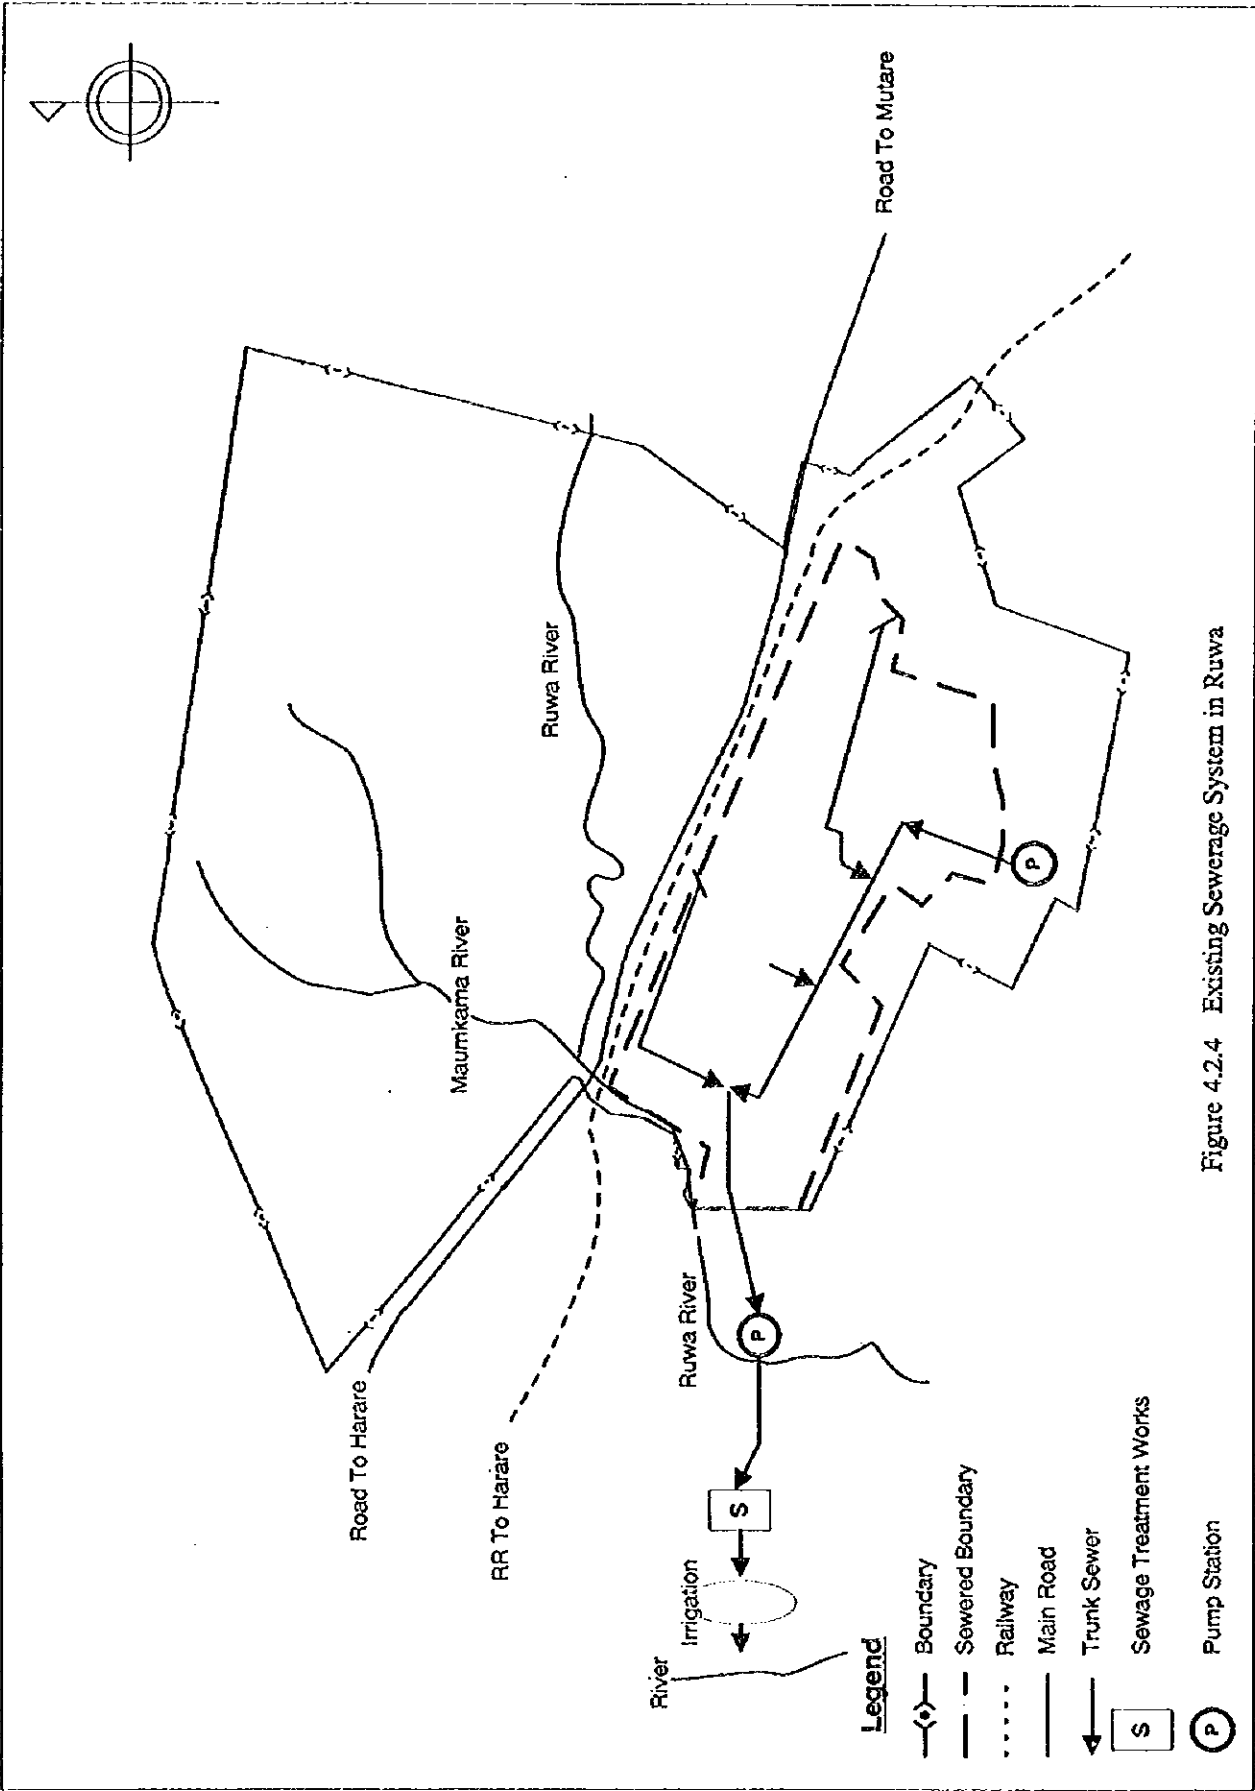 Road To Mutare
Ruwa River
Maumkama River
Road To Harare
RR To Harare
Ruwa River
P
P
S
Irrigation
River
Legend
Boundary
Sewered Boundary
Railway
Main Road
Trunk Sewer
S Sewage Treatment Works
P Pump Station
Figure 4.2.4 Existing Sewerage System in Ruwa